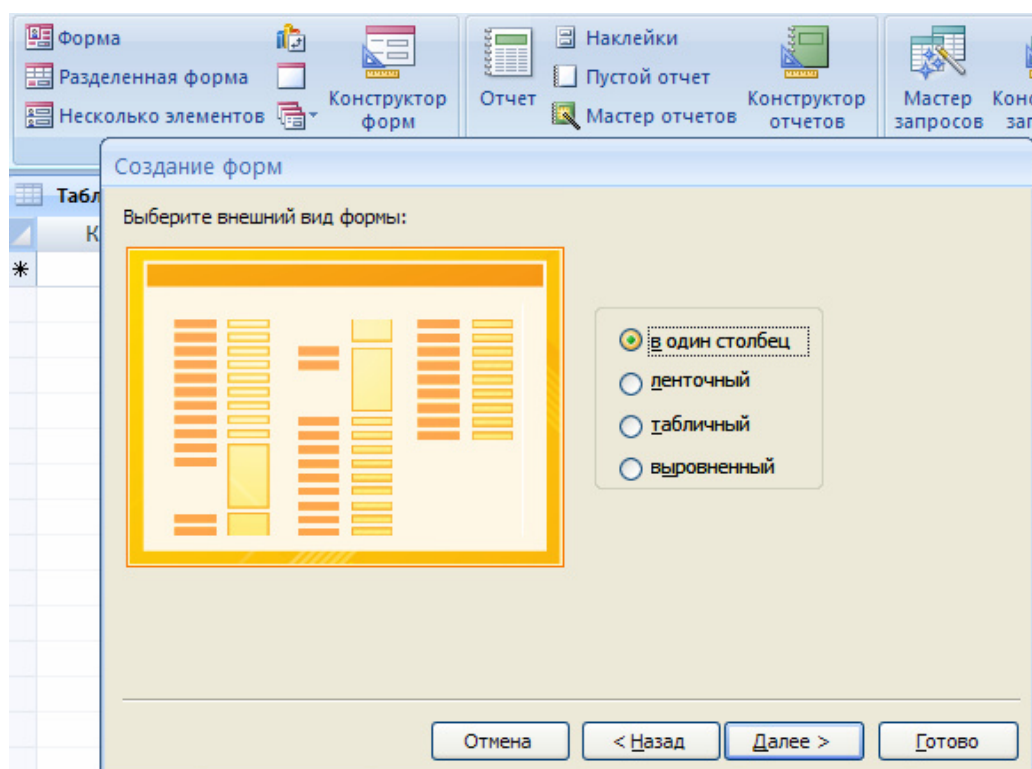 Форма
Разделенная форма
Несколько элементов
Конструктор
форм
Отчет
Наклейки
Пустой отчет
Мастер отчетов
Конструктор
отчетов
Мастер
запросов
Создание форм
Выберите внешний вид формы:
в один столбец
ленточный
табличный
выровненный
Отмена
< Назад
Далее >
Готово